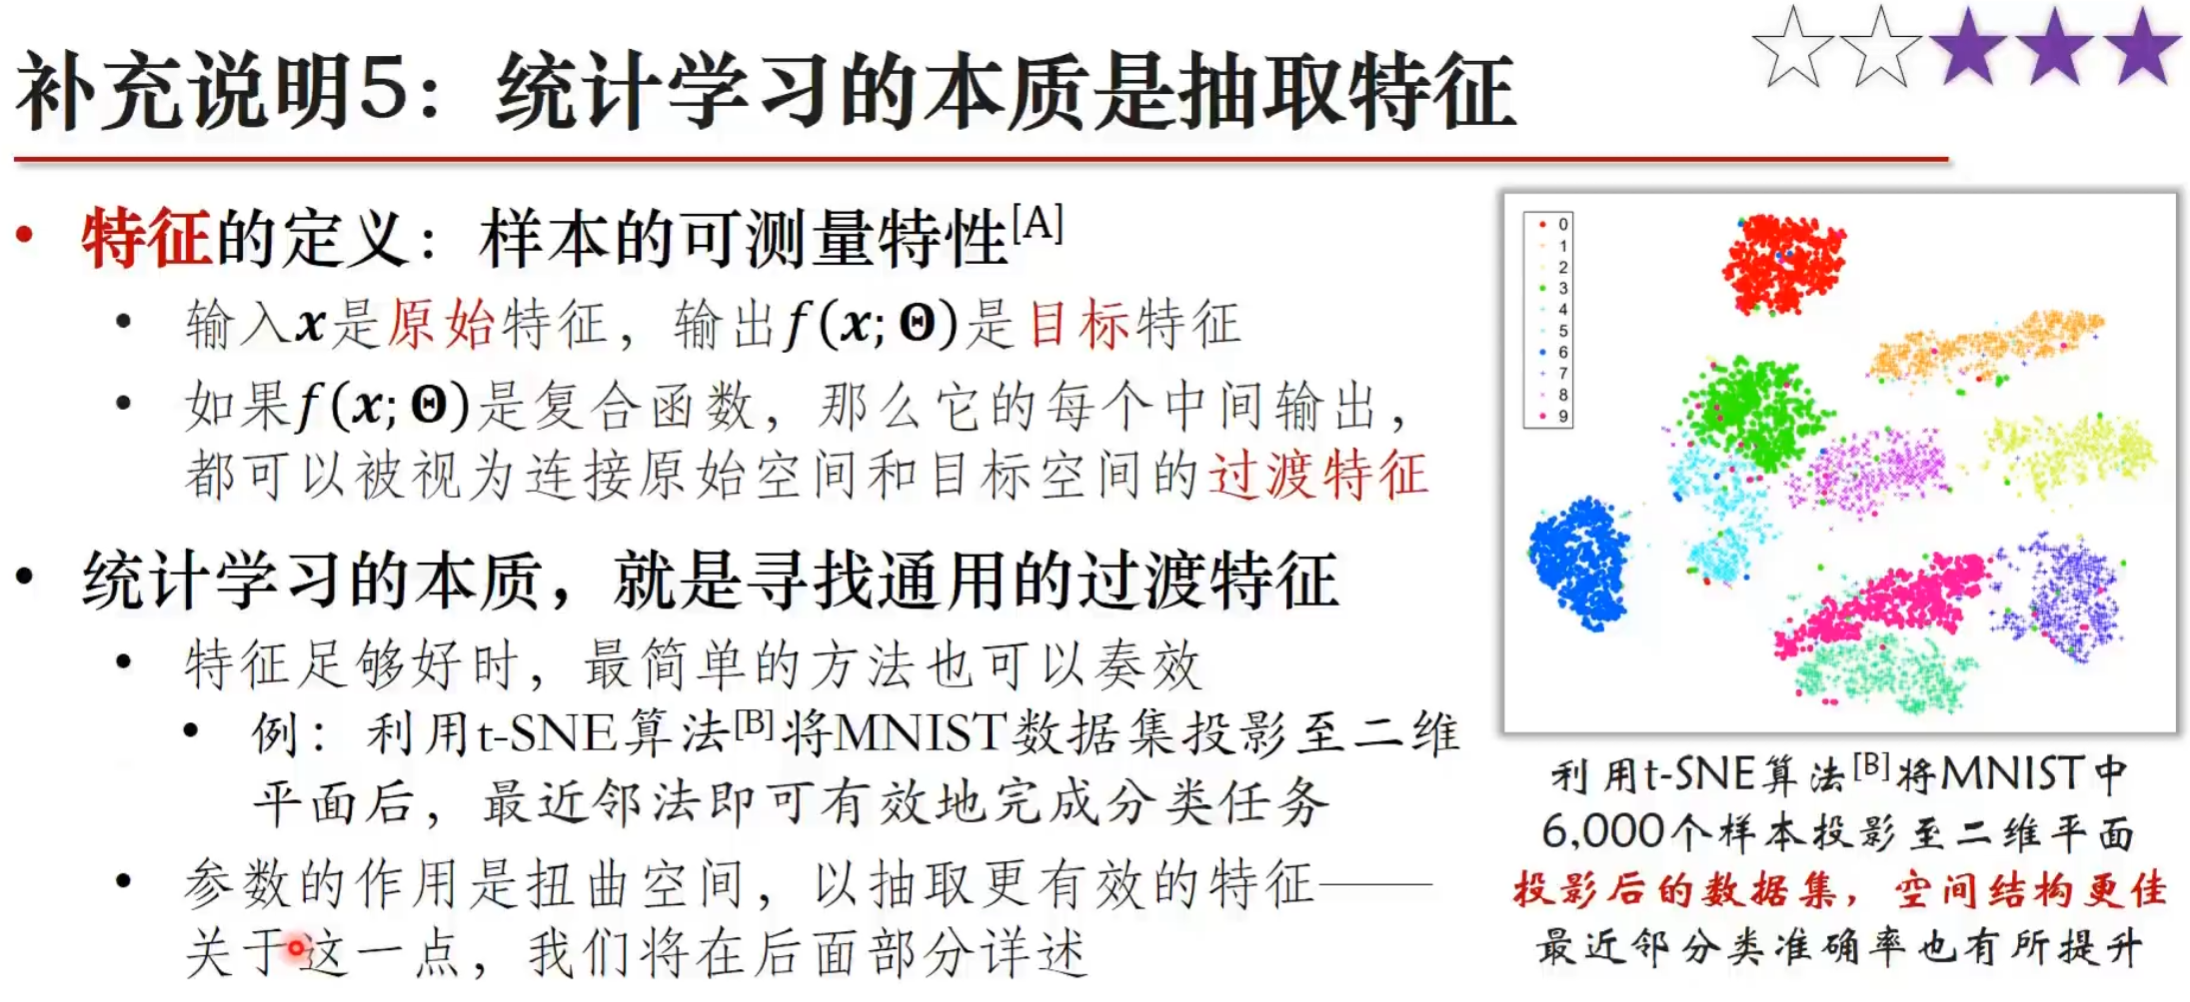 补充说明5：统计学习的本质是抽取特征
• 特征的定义：样本的可测量特性[A]
• 输入x是原始特征，输出f(x; Θ)是目标特征
• 如果f(x; Θ)是复合函数，那么它的每个中间输出，
都可以被视为连接原始空间和目标空间的过渡特征
• 统计学习的本质，就是寻找通用的过渡特征
• 特征足够好时，最简单的方法也可以奏效
• 例：利用t-SNE算法[B]将MNIST数据集投影至二维
平面后，最近邻法即可有效地完成分类任务
• 参数的作用是扭曲空间，以抽取更有效的特征——
关于这一点，我们将在后面部分详述
0
1
2
3
4
5
6
7
8
9
利用t-SNE算法[B]将MNIST中
6,000个样本投影至二维平面
投影后的数据集，空间结构更佳
最近邻分类准确率也有所提升